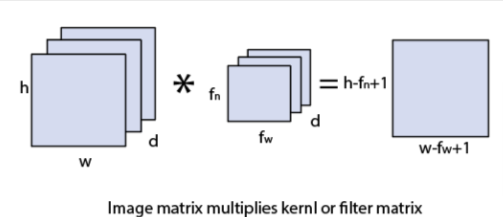 h
w
d
*
fn
fw
d
= h-fn+1
w-fw+1
Image matrix multiplies kernl or filter matrix